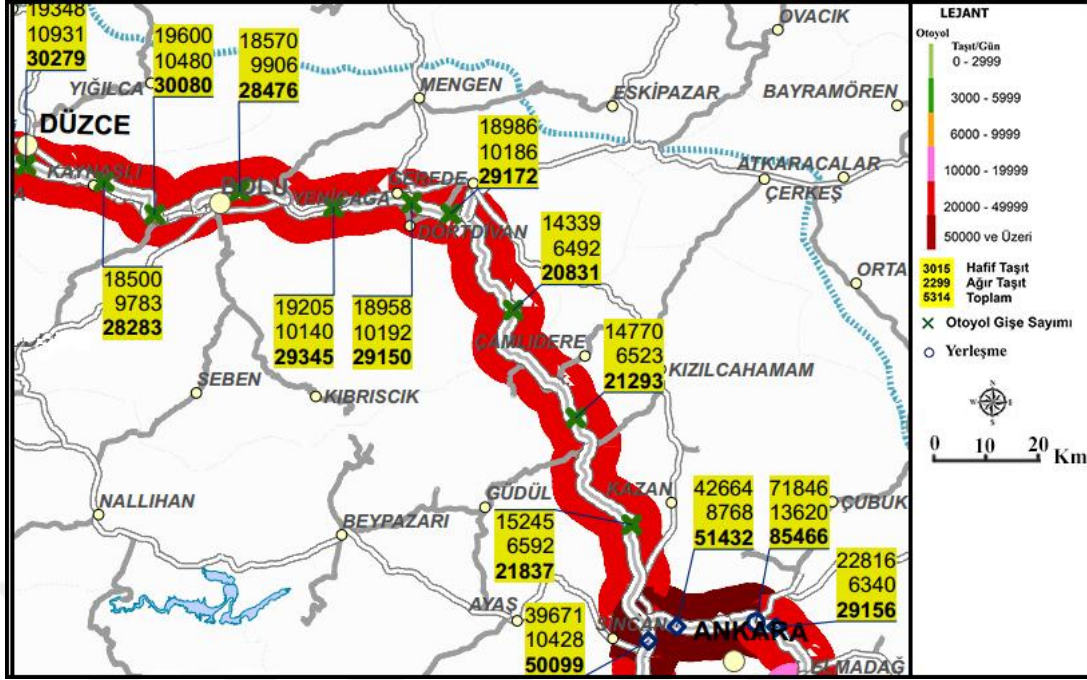 19348
10931
30279
19600
10480
30080
18570
9906
28476
OVACIK
YIĞILCA
MENGEN
ESKİPAZAR
BAYRAMÖREN
DÜZCE
18986
10186
29172
KAYNAŞLI
BOLU
YENİÇAĞA
GEREDE
ATKARACALAR
ÇERKEŞ
DÖRTDİVAN
14339
6492
20831
ORTA
18500
9783
28283
19205
10140
29345
18958
10192
29150
ÇAMLIDERE
14770
6523
21293
KIZILCAHAMAM
SEBEN
KIBRISCIK
NALLIHAN
BEYPAZARI
GÜDÜL
KAZAN
15245
6592
21837
42664
8768
51432
71846
13620
85466
ÇUBUK
22816
6340
29156
AYAŞ
39671
10428
50099
SİNCAN
ANKARA
ELMADAĞ
LEJANT
Otoyol
Taşıt/Gün
0 - 2999
3000 - 5999
6000 - 9999
10000 - 19999
20000 - 49999
50000 ve Üzeri
3015 Hafif Taşıt
2299 Ağır Taşıt
5314 Toplam
X Otoyol Gişe Sayımı
Yerleşme
N
W E
S
0 10 20 Km